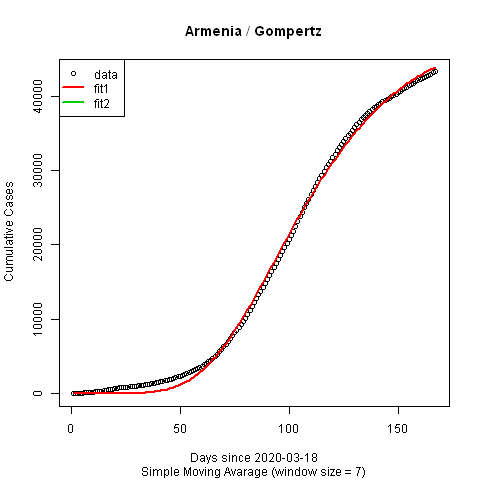 Armenia / Gompertz
data
fit1
fit2
Cumulative Cases
40000
30000
20000
10000
0
0 50 100 150
Days since 2020-03-18
Simple Moving Avarage (window size = 7)